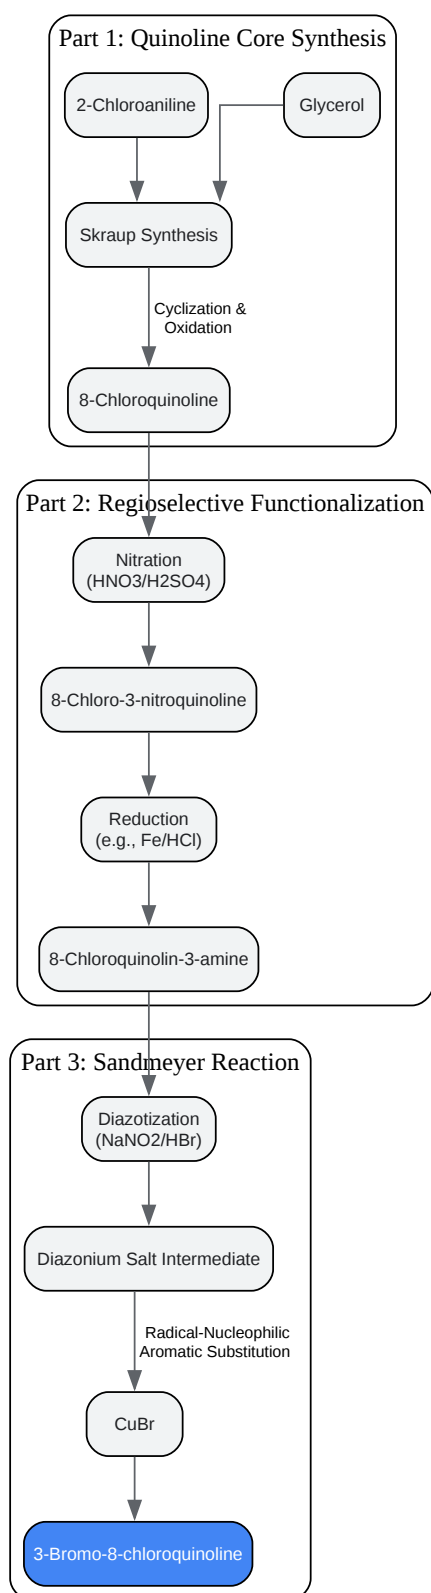 Part 1: Quinoline Core Synthesis
2-Chloroaniline
Glycerol
Skraup Synthesis
Cyclization &
Oxidation
8-Chloroquinoline
Part 2: Regioselective Functionalization
Nitration
(HNO3/H2SO4)
8-Chloro-3-nitroquinoline
Reduction
(e.g., Fe/HCl)
8-Chloroquinolin-3-amine
Part 3: Sandmeyer Reaction
Diazotization
(NaNO2/HBr)
Diazonium Salt Intermediate
Radical-Nucleophilic
Aromatic Substitution
CuBr
3-Bromo-8-chloroquinoline